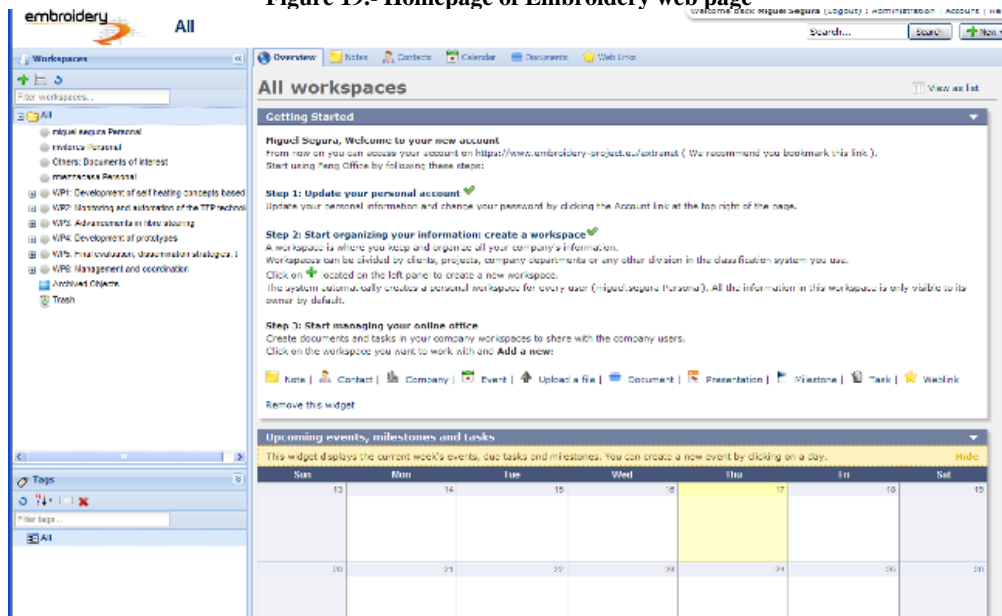 Figure 19.- Homepage of Embroidery web page
embroidery
All
Welcome back Miguel Segura (Logout) : Administration | Account |
Search... Search New
Workspaces
Filter workspaces...
All
miguel segura Personal
Personal
Others: Documents of interest
Personal
WP1: Development of self heating concepts based
WP2: Monitoring and automation of the TFP technol
WP3: Advancements in fibre steering
WP4: Development of prototypes
WP5: Final evaluation, dissemination strategies, t
WP6: Management and coordination
Archived Objects
Trash
Tags
Filter tags...
All
Overview Notes Contacts Calendar Documents Web Links
All workspaces
View as list
Getting Started
Miguel Segura, Welcome to your new account
From now on you can access your account on https://www.embroidery-project.eu/extranet ( We recommend you bookmark this link ).
Start using Feng Office by following these steps:
Step 1: Update your personal account
Update your personal information and change your password by clicking the Account link at the top right of the page.
Step 2: Start organizing your information: create a workspace
A workspace is where you keep and organize all your company's information.
Workspaces can be divided by clients, projects, company departments or any other division in the classification system you use.
Click on located on the left panel to create a new workspace.
The system automatically creates a personal workspace for every user (miguel.segura Personal). All the information in this workspace is only visible to its
owner by default.
Step 3: Start managing your online office
Create documents and tasks in your company workspaces to share with the company users.
Click on the workspace you want to work with and Add a new:
Note | Contact | Company | Event | Upload a file | Document | Presentation | Milestone | Task | Weblink
Remove this widget
Upcoming events, milestones and tasks
This widget displays the current week's events, due tasks and milestones. You can create a new event by clicking on a day. Hide
Sun Mon Tue Wed Thu Fri Sat
13 14 15 16 17 18 19
20 21 22 23 24 25 26